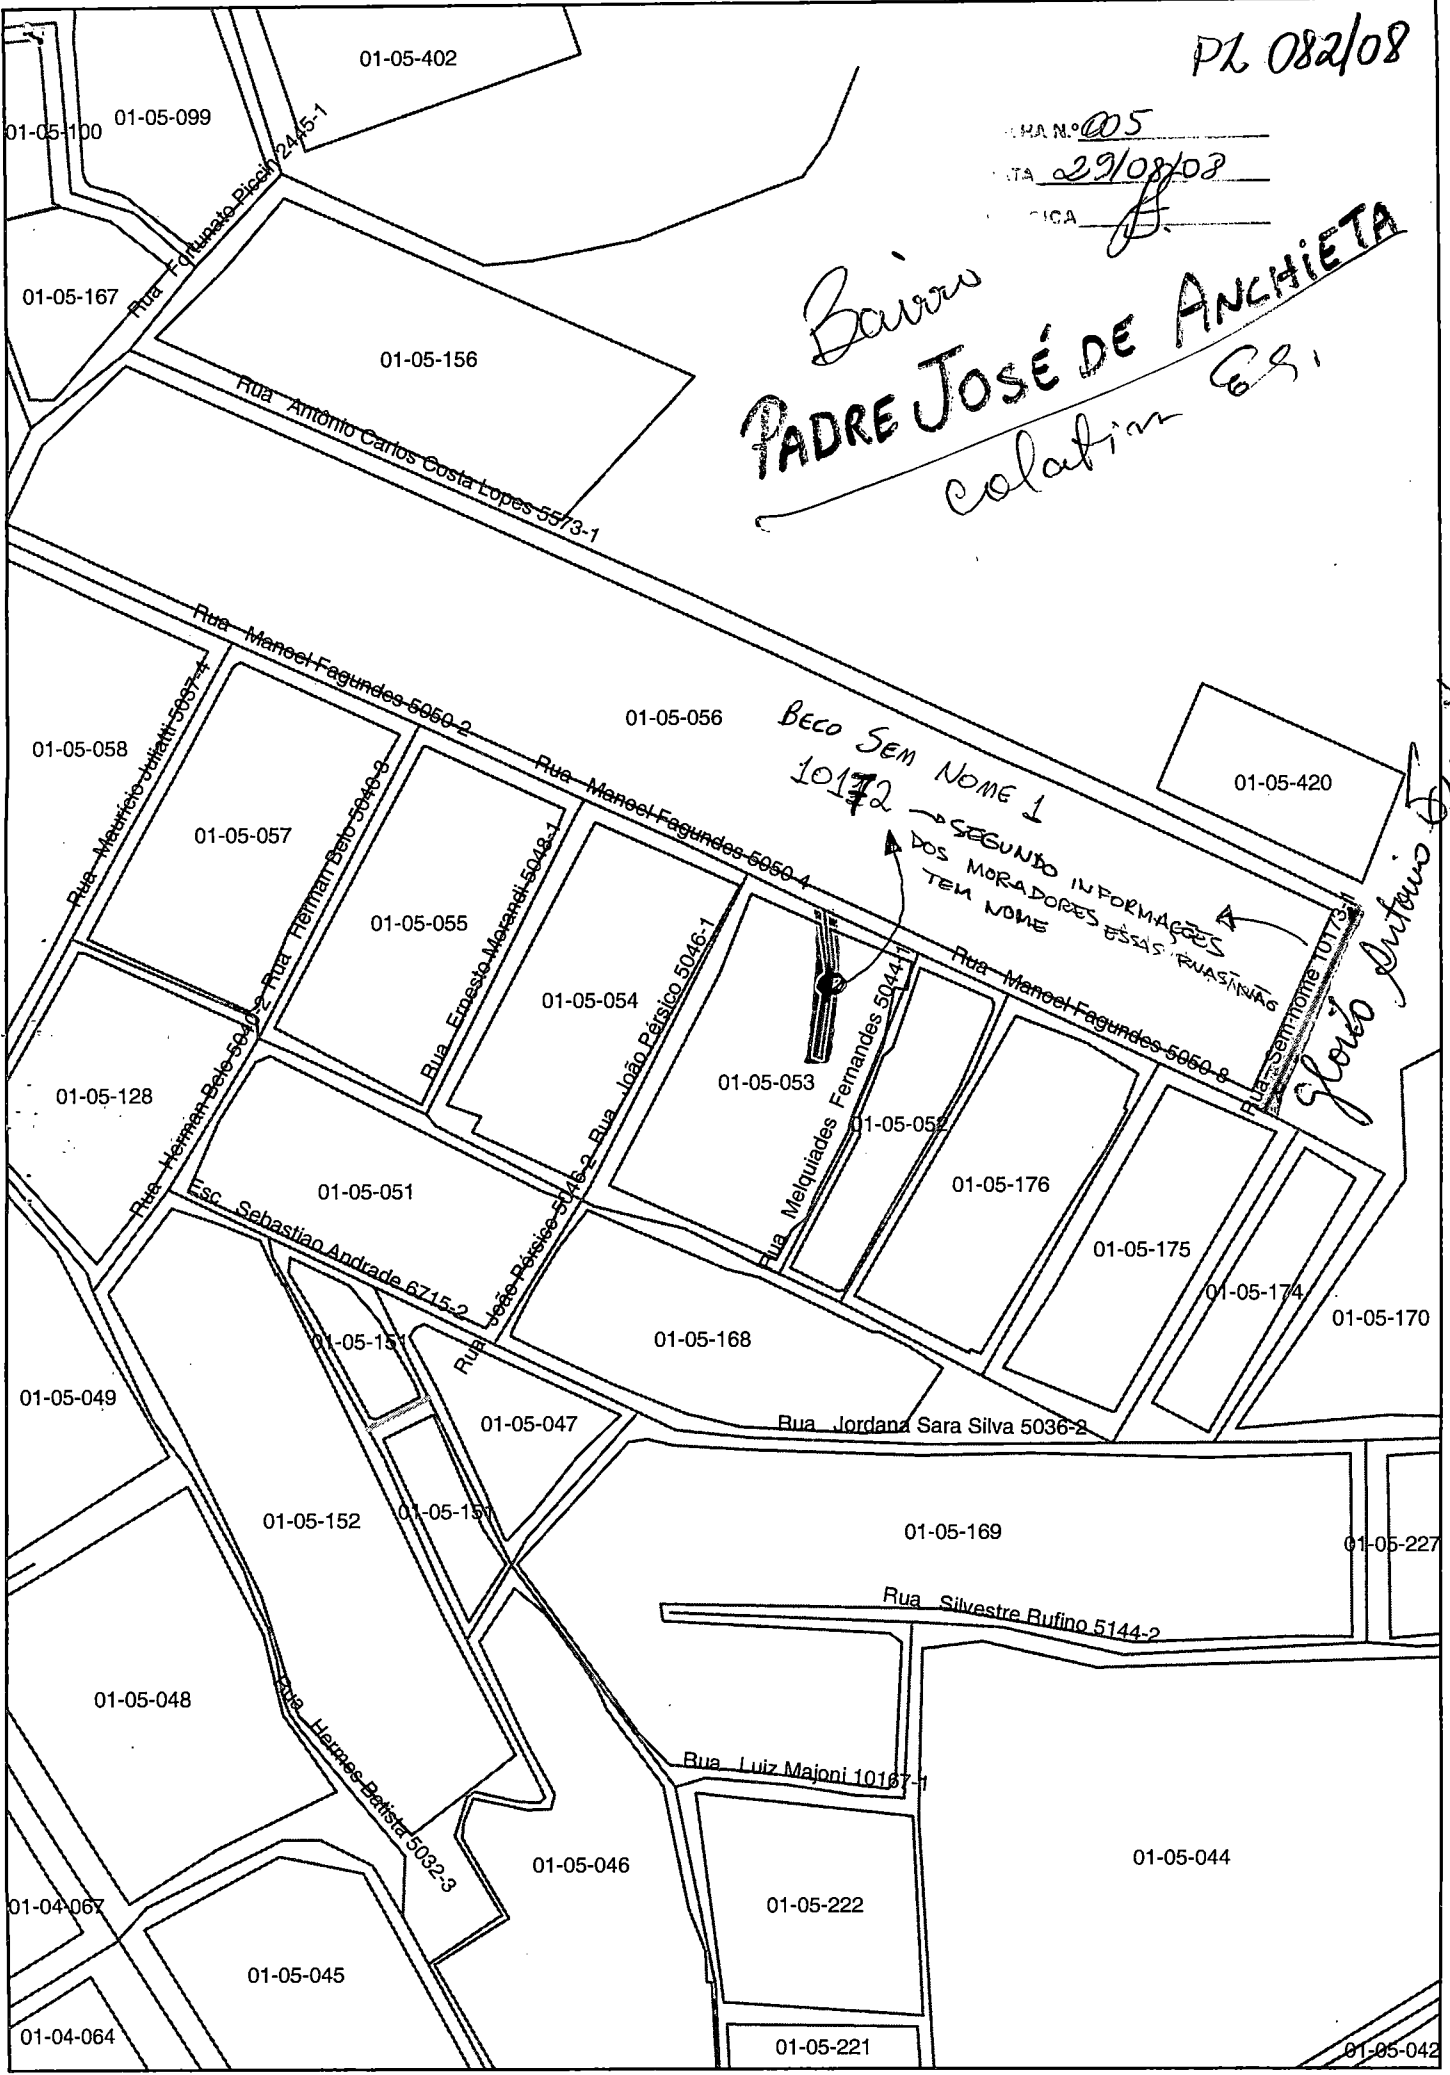 PL 082/08
01-05-402
01-05-099
01-05-100
HA N.º 005
TA 29/08/08
ICA
Rua Fortunato Piccin 2445-1
01-05-167
Bairro
PADRE JOSÉ DE ANCHIETA
colatina ES.
01-05-156
Rua Antônio Carlos Costa Lopes 5573-1
Rua Manoel Fagundes 5050-2
01-05-056
01-05-058
Rua Maurício Juliatti 5037-4
BECO SEM NOME 1
10172
SEGUNDO INFORMAÇÕES
DOS MORADORES ESSAS RUAS NÃO
TEM NOME
01-05-420
Rua Manoel Fagundes 5050-4
01-05-057
Rua Herman Belo 5040-3
01-05-055
Rua Ernesto Morandi 5048-1
01-05-054
Rua João Pérsico 5046-1
01-05-053
Rua Melquiades Fernandes 5044-1
Rua Manoel Fagundes 5050-8
Rua Sem nome 10173-1
Antonio
01-05-128
Rua Herman Belo 5040-2
01-05-052
01-05-051
Esc. Sebastiao Andrade 6715-2
Rua João Pérsico 5046-2
01-05-176
01-05-175
01-05-174
01-05-170
01-05-151
01-05-168
01-05-049
01-05-047
Rua Jordana Sara Silva 5036-2
01-05-152
01-05-151
01-05-169
01-05-227
Rua Silvestre Rufino 5144-2
01-05-048
Rua Hermes Batista 5032-3
Rua Luiz Majoni 10167-1
01-05-046
01-05-044
01-04-067
01-05-222
01-05-045
01-04-064
01-05-221
01-05-042